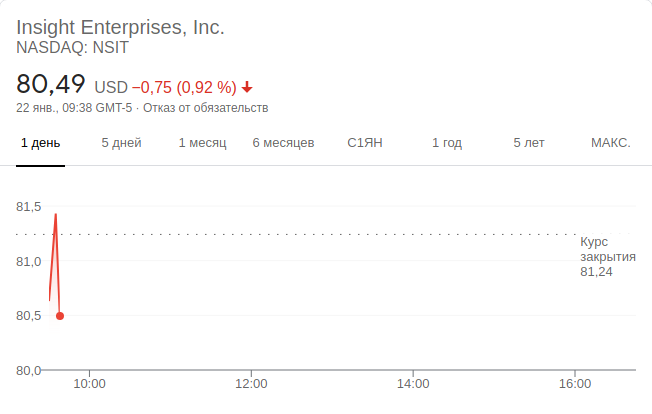 Insight Enterprises, Inc.
NASDAQ: NSIT
80,49 USD −0,75 (0,92 %)
22 янв., 09:38 GMT-5 · Отказ от обязательств
1 день 5 дней 1 месяц 6 месяцев С1ЯН 1 год 5 лет МАКС.
81,5
Курс
закрытия
81,24
81,0
80,5
80,0
10:00 12:00 14:00 16:00